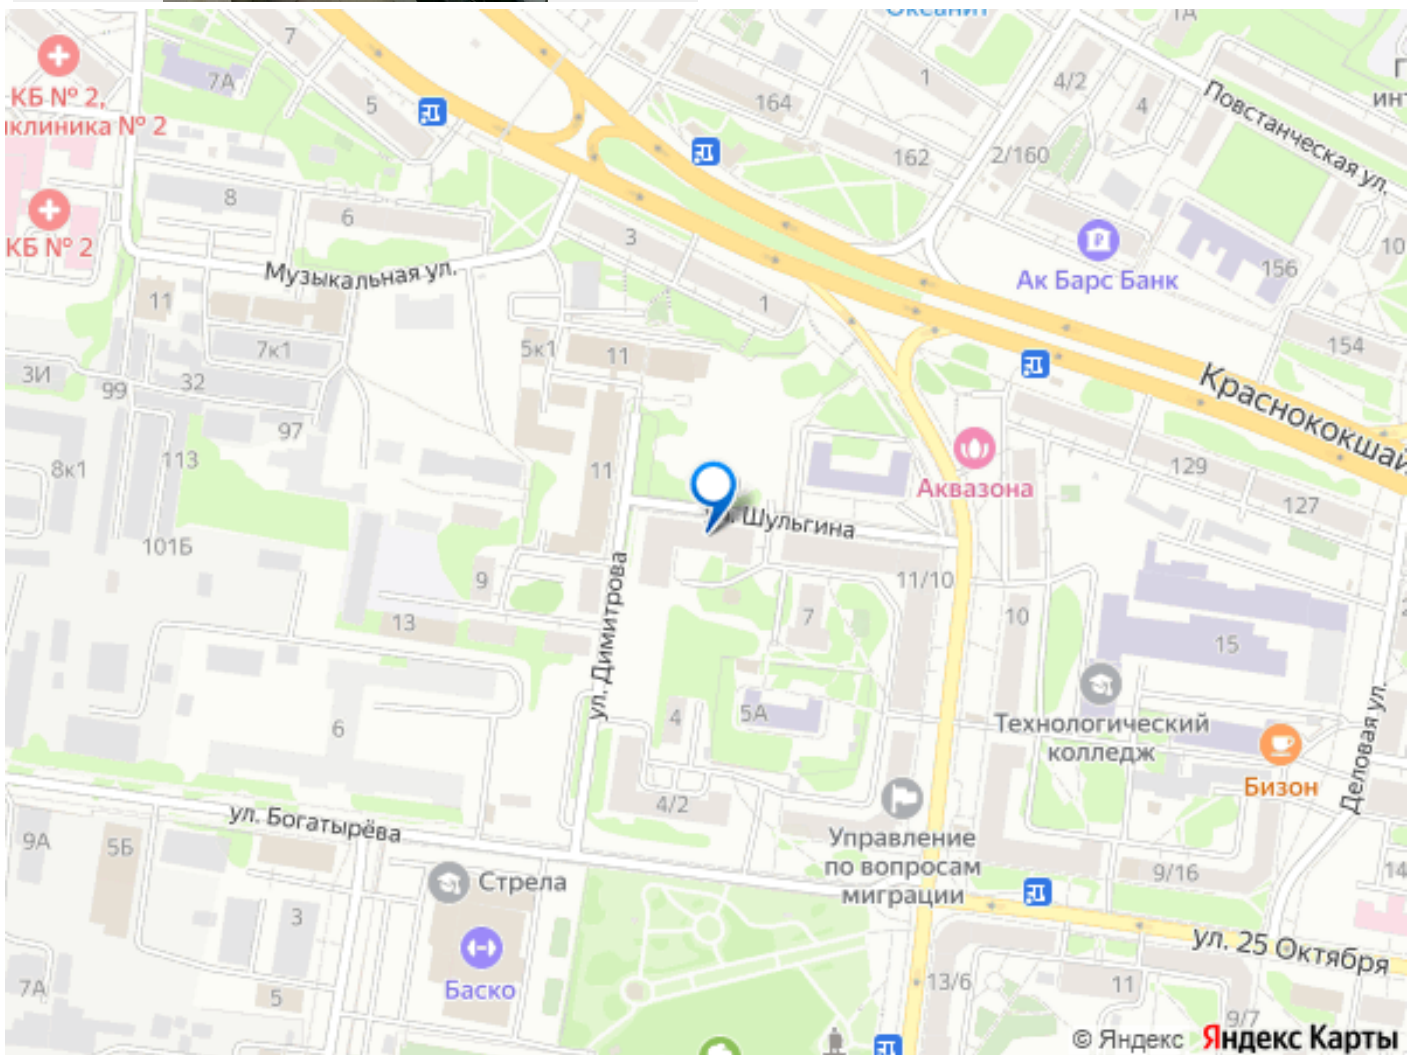 Оксанит
1А
7
7А
5
КБ № 2,
клиника № 2
164
1
4/2
4
Повстанческая ул.
162
2/160
8
6
КБ № 2
3
Ак Барс Банк
156
10
Музыкальная ул.
11
1
7к1
5к1
11
154
3И
99
32
Краснококшай
97
8к1
113
11
129
Аквазона
127
ул. Шульгина
101Б
9
11/10
7
10
13
ул. Димитрова
15
6
4
5А
Технологический
колледж
Деловая ул.
Бизон
4/2
ул. Богатырёва
Управление
по вопросам
миграции
9А
5Б
Стрела
9/16
14
3
ул. 25 Октября
Баско
7А
5
13/6
11
9/7
© Яндекс Яндекс Карты